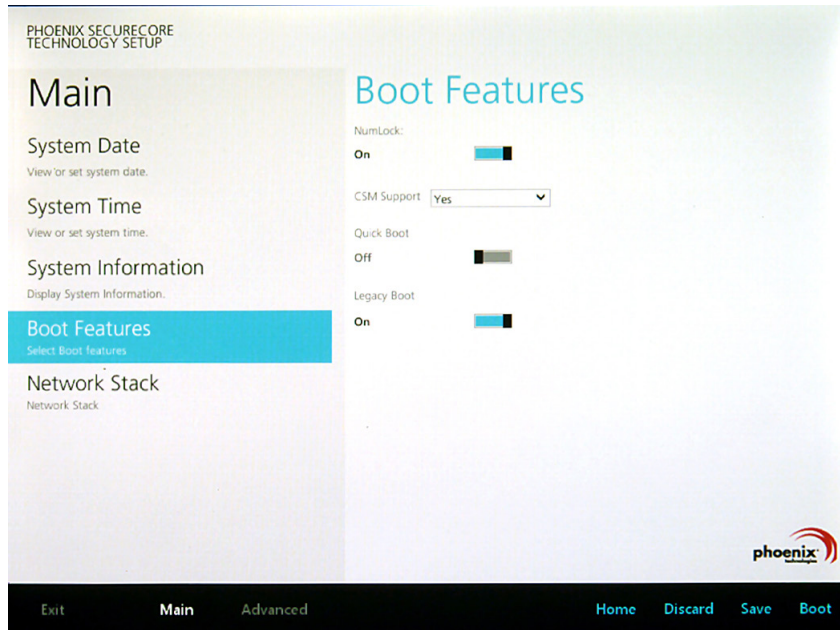 PHOENIX SECURECORE
TECHNOLOGY SETUP
Main
System Date
View or set system date.
System Time
View or set system time.
System Information
Display System Information.
Boot Features
Select Boot features
Network Stack
Network Stack
Boot Features
NumLock:
On
CSM Support Yes
Quick Boot
Off
Legacy Boot
On
phoenix
technologies
Exit Main Advanced Home Discard Save Boot